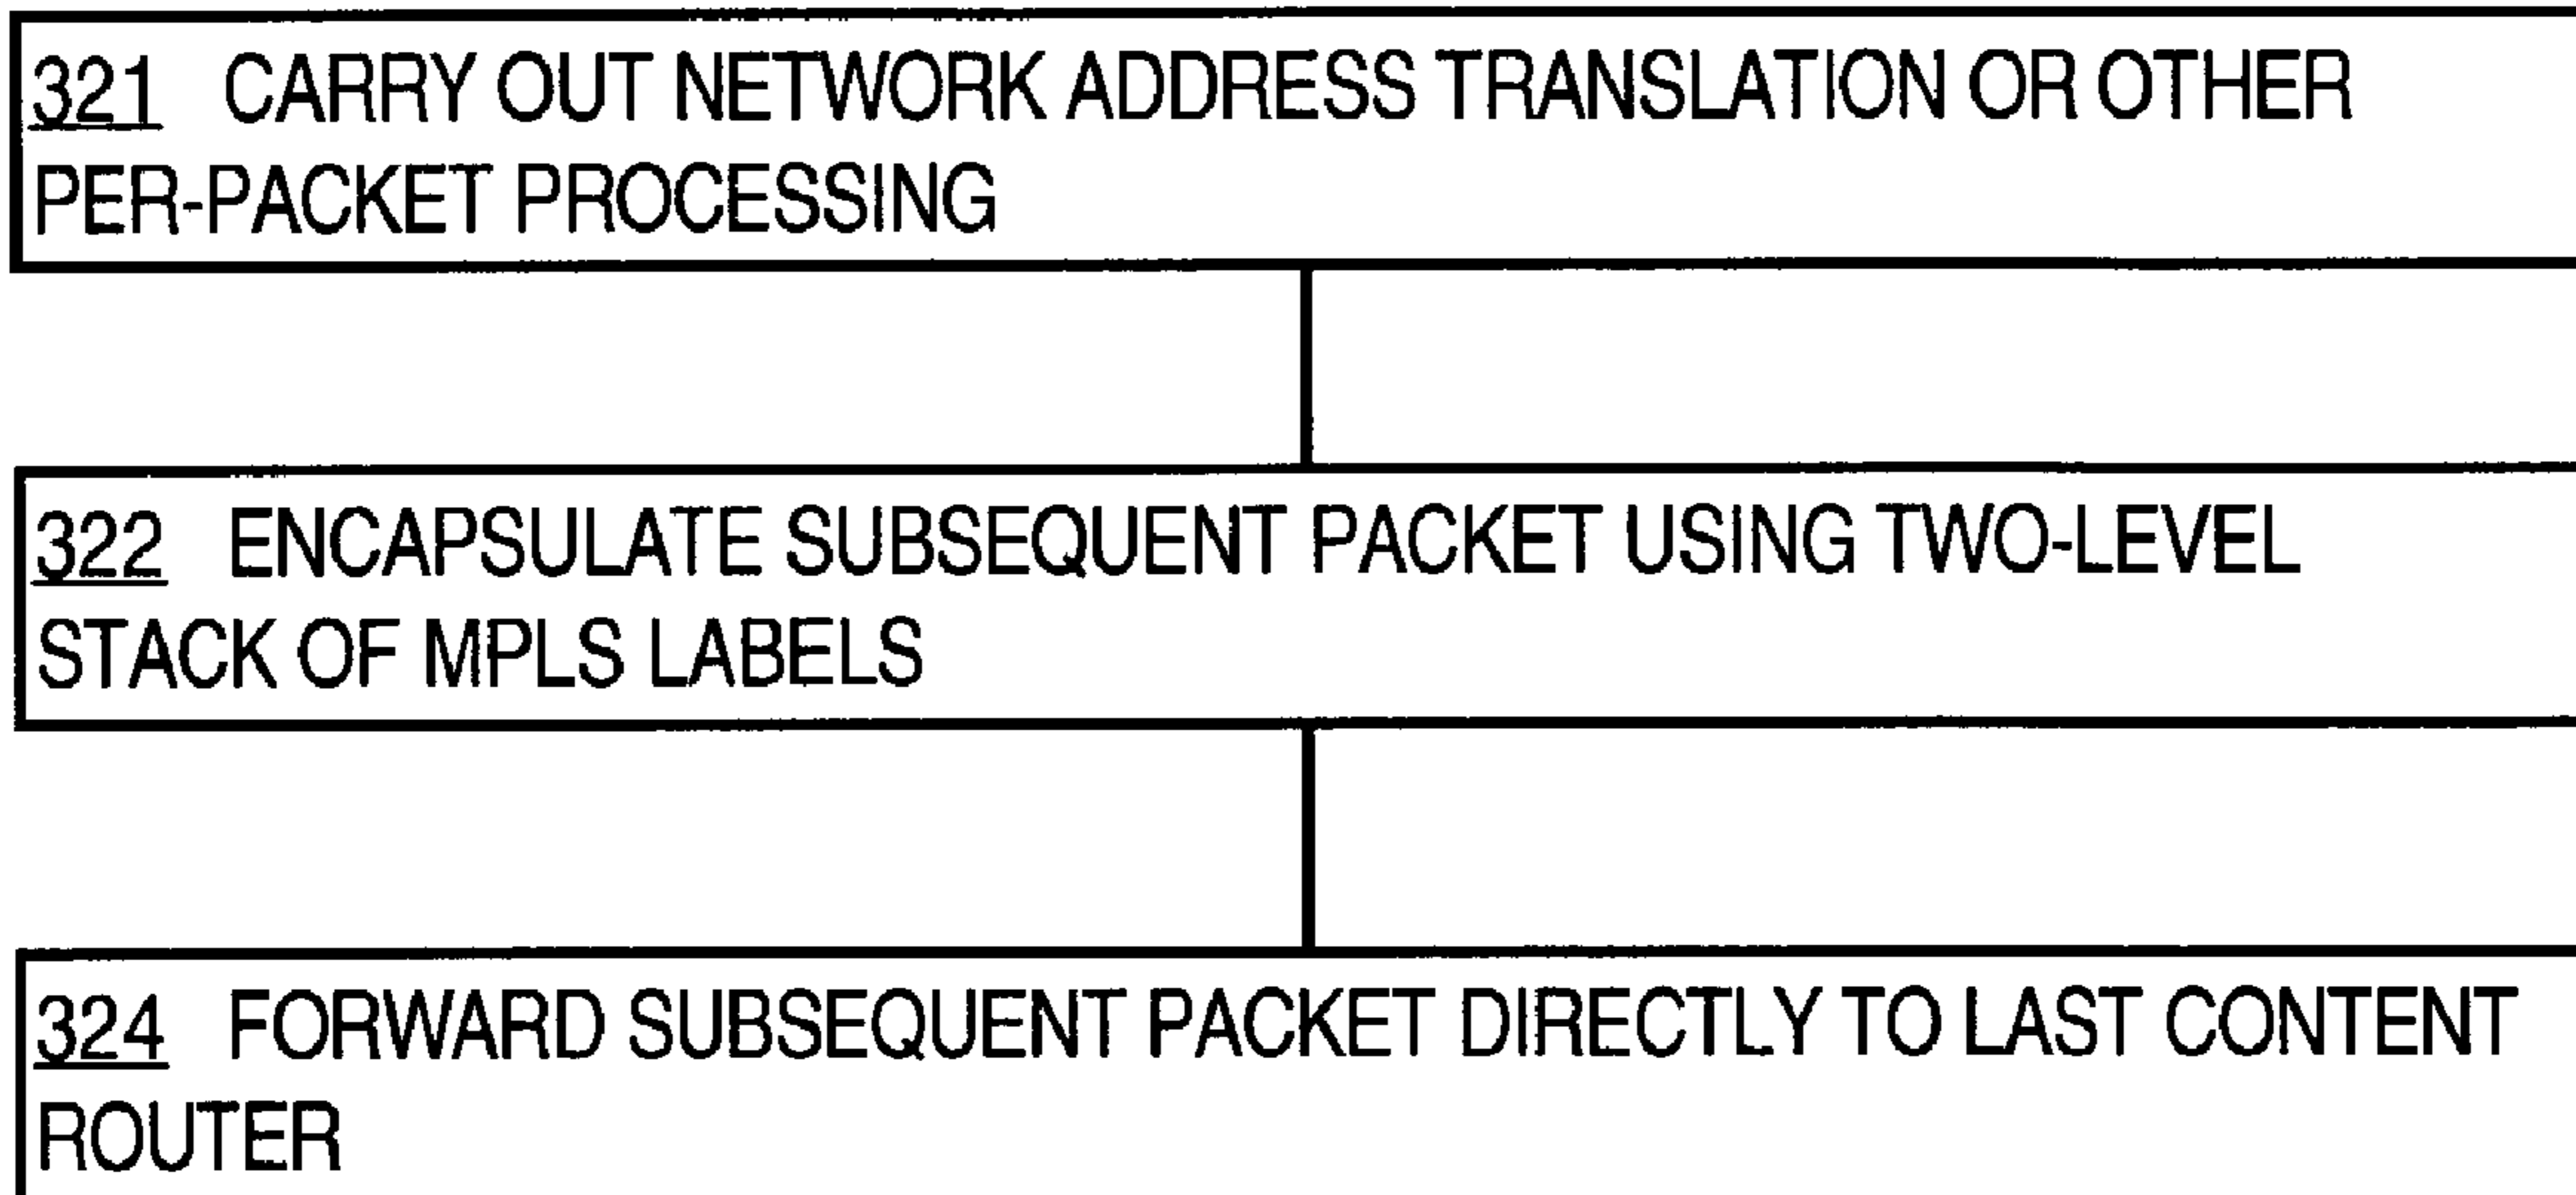 321 CARRY OUT NETWORK ADDRESS TRANSLATION OR OTHER
PER-PACKET PROCESSING
322 ENCAPSULATE SUBSEQUENT PACKET USING TWO-LEVEL
STACK OF MPLS LABELS
324 FORWARD SUBSEQUENT PACKET DIRECTLY TO LAST CONTENT
ROUTER